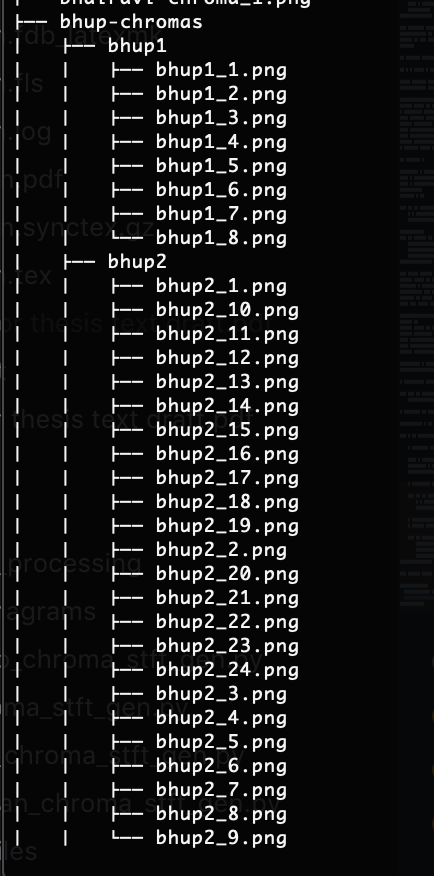 ├── bhup-chromas
│   ├── bhup1
│   │   ├── bhup1_1.png
│   │   ├── bhup1_2.png
│   │   ├── bhup1_3.png
│   │   ├── bhup1_4.png
│   │   ├── bhup1_5.png
│   │   ├── bhup1_6.png
│   │   ├── bhup1_7.png
│   │   └── bhup1_8.png
│   ├── bhup2
│   │   ├── bhup2_1.png
│   │   ├── bhup2_10.png
│   │   ├── bhup2_11.png
│   │   ├── bhup2_12.png
│   │   ├── bhup2_13.png
│   │   ├── bhup2_14.png
│   │   ├── bhup2_15.png
│   │   ├── bhup2_16.png
│   │   ├── bhup2_17.png
│   │   ├── bhup2_18.png
│   │   ├── bhup2_19.png
│   │   ├── bhup2_2.png
│   │   ├── bhup2_20.png
│   │   ├── bhup2_21.png
│   │   ├── bhup2_22.png
│   │   ├── bhup2_23.png
│   │   ├── bhup2_24.png
│   │   ├── bhup2_3.png
│   │   ├── bhup2_4.png
│   │   ├── bhup2_5.png
│   │   ├── bhup2_6.png
│   │   ├── bhup2_7.png
│   │   ├── bhup2_8.png
│   │   └── bhup2_9.png